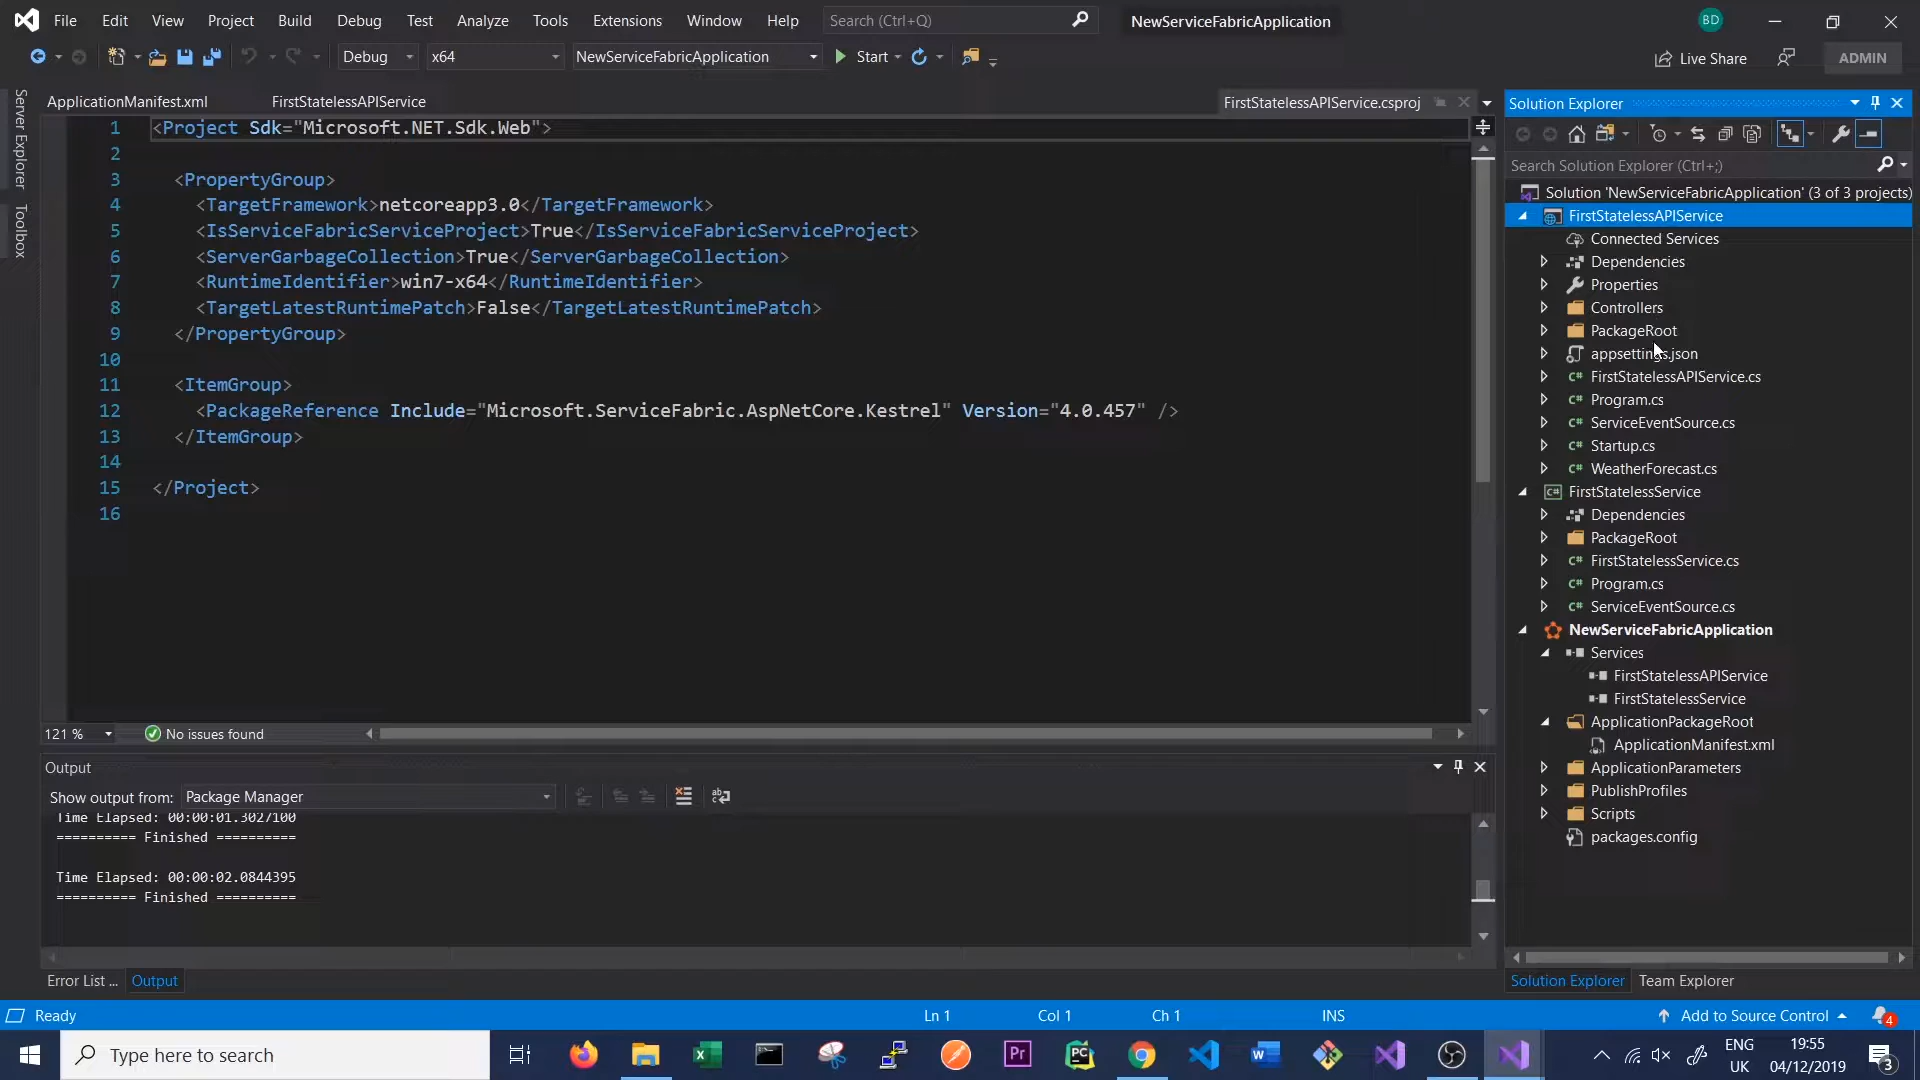 File Edit View Project Build Debug Test Analyze Tools Extensions Window Help Search (Ctrl+Q) NewServiceFabricApplication BD
Debug x64 NewServiceFabricApplication Start Live Share ADMIN
Server Explorer
Toolbox
ApplicationManifest.xml FirstStatelessAPIService FirstStatelessAPIService.csproj
1 <Project Sdk="Microsoft.NET.Sdk.Web">
2
3 <PropertyGroup>
4 <TargetFramework>netcoreapp3.0</TargetFramework>
5 <IsServiceFabricServiceProject>True</IsServiceFabricServiceProject>
6 <ServerGarbageCollection>True</ServerGarbageCollection>
7 <RuntimeIdentifier>win7-x64</RuntimeIdentifier>
8 <TargetLatestRuntimePatch>False</TargetLatestRuntimePatch>
9 </PropertyGroup>
10
11 <ItemGroup>
12 <PackageReference Include="Microsoft.ServiceFabric.AspNetCore.Kestrel" Version="4.0.457" />
13 </ItemGroup>
14
15 </Project>
16
121 % No issues found
Output
Show output from: Package Manager
Time Elapsed: 00:00:01.3027100
========== Finished ==========
Time Elapsed: 00:00:02.0844395
========== Finished ==========
Error List ... Output
Solution Explorer
Search Solution Explorer (Ctrl+;)
Solution 'NewServiceFabricApplication' (3 of 3 projects)
FirstStatelessAPIService
Connected Services
Dependencies
Properties
Controllers
PackageRoot
appsettings.json
FirstStatelessAPIService.cs
Program.cs
ServiceEventSource.cs
Startup.cs
WeatherForecast.cs
FirstStatelessService
Dependencies
PackageRoot
FirstStatelessService.cs
Program.cs
ServiceEventSource.cs
NewServiceFabricApplication
Services
FirstStatelessAPIService
FirstStatelessService
ApplicationPackageRoot
ApplicationManifest.xml
ApplicationParameters
PublishProfiles
Scripts
packages.config
Solution Explorer Team Explorer
Ready Ln 1 Col 1 Ch 1 INS Add to Source Control 4
Type here to search
ENG
UK
19:55
04/12/2019
3